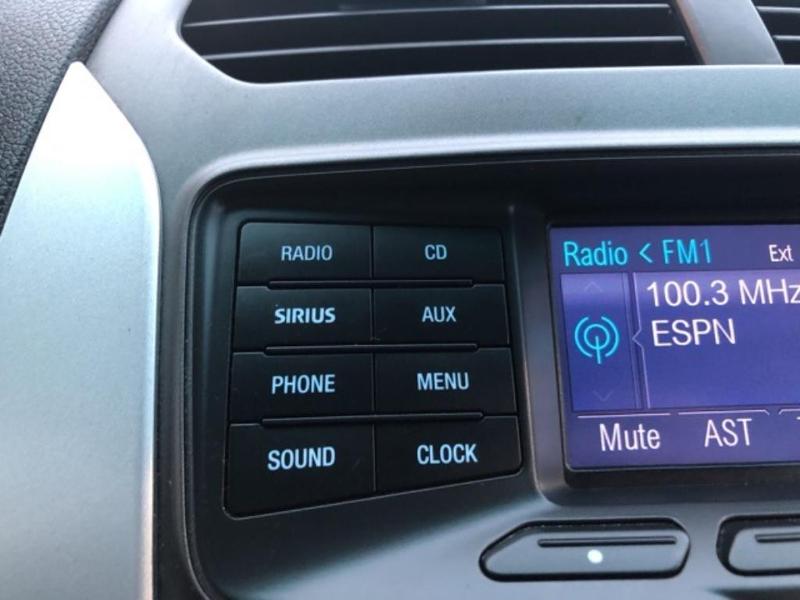 RADIO CD
SIRIUS AUX
PHONE MENU
SOUND CLOCK
Radio < FM1 Ext
100.3 MHz
ESPN
Mute AST